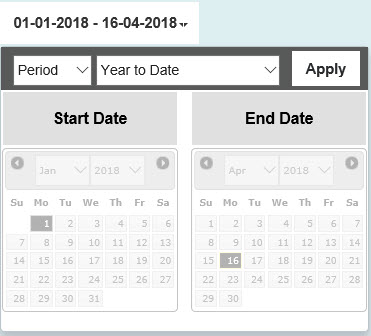 01-01-2018 - 16-04-2018
Period Year to Date Apply
Start Date
Jan 2018
Su Mo Tu We Th Fr Sa
1 2 3 4 5 6
7 8 9 10 11 12 13
14 15 16 17 18 19 20
21 22 23 24 25 26 27
28 29 30 31
End Date
Apr 2018
Su Mo Tu We Th Fr Sa
1 2 3 4 5 6 7
8 9 10 11 12 13 14
15 16 17 18 19 20 21
22 23 24 25 26 27 28
29 30